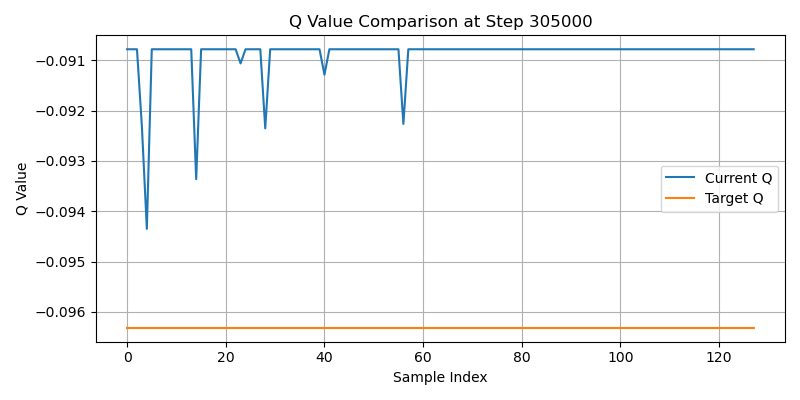 Q Value Comparison at Step 305000
Q Value
−0.091
−0.092
−0.093
−0.094
−0.095
−0.096
Current Q
Target Q
0 20 40 60 80 100 120
Sample Index